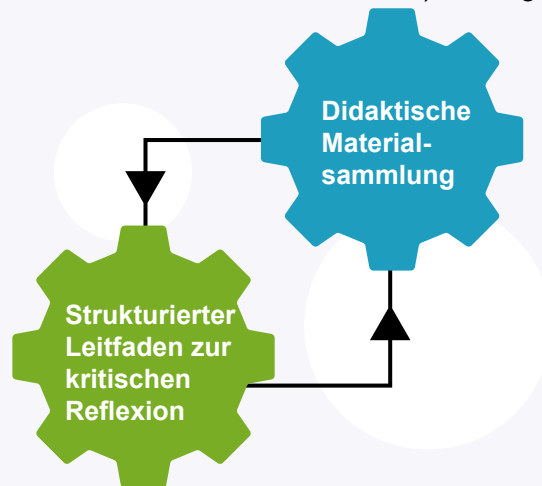 Didaktische
Material-
sammlung
Strukturierter
Leitfaden zur
kritischen
Reflexion